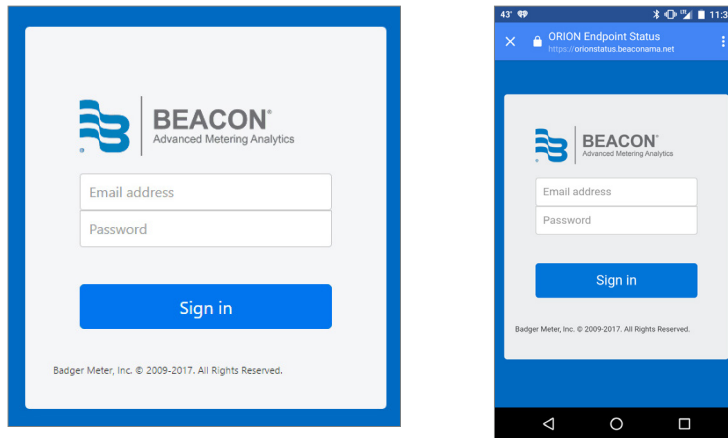 BEACON®
Advanced Metering Analytics
Email address
Password
Sign in
Badger Meter, Inc. © 2009-2017. All Rights Reserved.
43° 11:3
ORION Endpoint Status
https://orionstatus.beaconama.net
BEACON®
Advanced Metering Analytics
Email address
Password
Sign in
Badger Meter, Inc. © 2009-2017. All Rights Reserved.